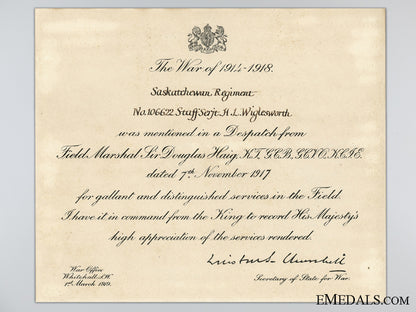 The War of 1914-1918.
Saskatchewan Regiment
No. 106622 Staff Serjt. H. L. Wiglesworth
was mentioned in a Despatch from
Field Marshal Sir Douglas Haig, K.T., G.C.B., G.C.V.O., K.C.I.E.
dated 7th November 1917
for gallant and distinguished services in the Field.
I have it in command from the King to record His Majesty's
high appreciation of the services rendered.
Winston S. Churchill
War Office
Whitehall. S.W.
1st March 1919.
Secretary of State for War.
EMEDALS.COM